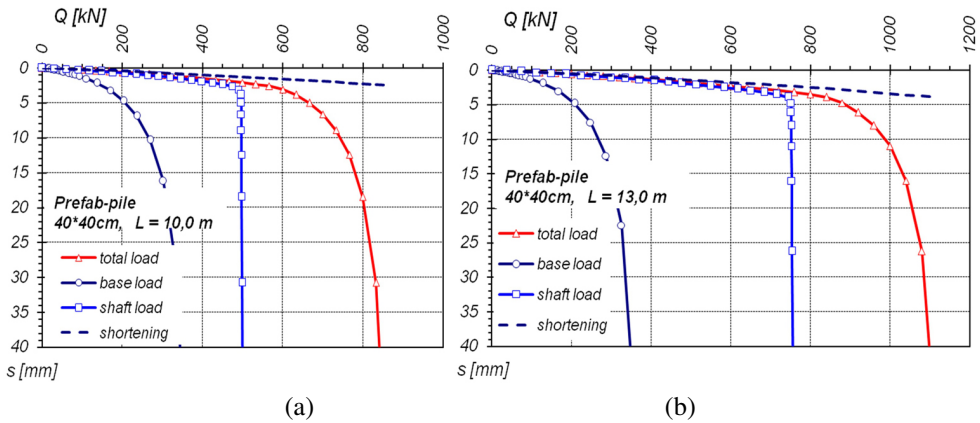 Q [kN]
0 200 400 600 800 1000
0
5
10
15
20
25
30
35
40
Prefab-pile
40*40cm, L = 10,0 m
total load
base load
shaft load
shortening
s [mm]
(a)
Q [kN]
0 200 400 600 800 1000 1200
0
5
10
15
20
25
30
35
40
Prefab-pile
40*40cm, L = 13,0 m
total load
base load
shaft load
shortening
s [mm]
(b)